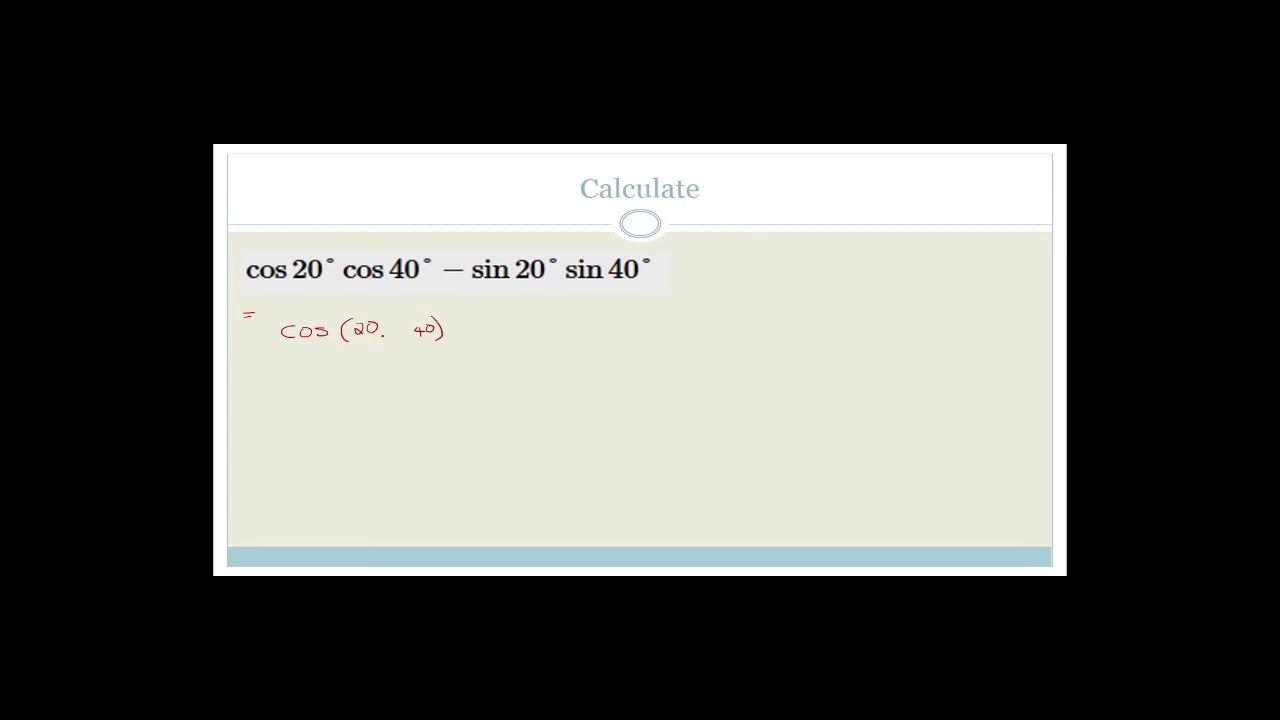 Calculate
cos 20° cos 40° − sin 20° sin 40°
=
cos (20. 40)